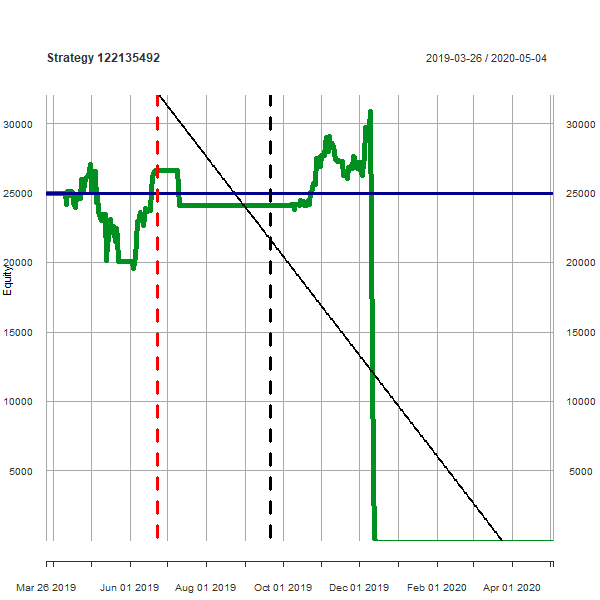 Strategy 122135492
2019-03-26 / 2020-05-04
30000
30000
25000
25000
20000
20000
Equity
15000
15000
10000
10000
5000
5000
Mar 26 2019
Jun 01 2019
Aug 01 2019
Oct 01 2019
Dec 01 2019
Feb 01 2020
Apr 01 2020